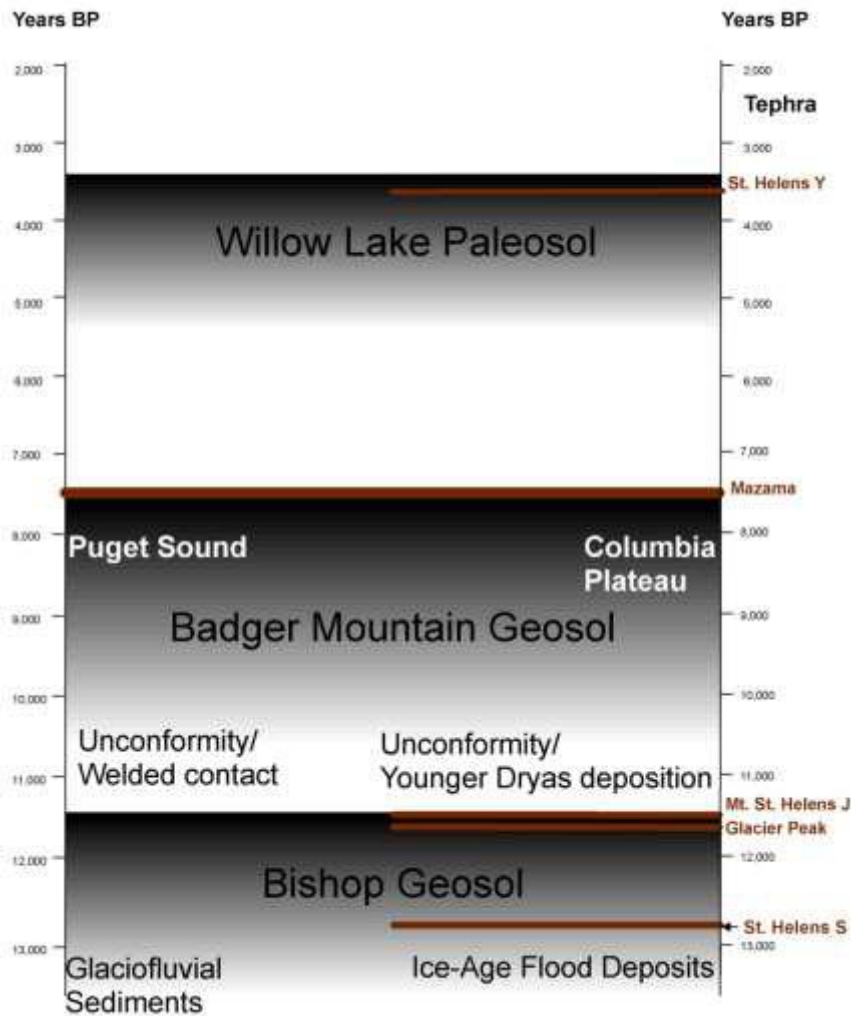 Years BP
Years BP
2,000
2,000
Tephra
3,000
3,000
St. Helens Y
4,000
4,000
Willow Lake Paleosol
5,000
5,000
6,000
6,000
7,000
7,000
Mazama
8,000
8,000
Puget Sound
Columbia
Plateau
9,000
9,000
Badger Mountain Geosol
10,000
10,000
Unconformity/
Welded contact
Unconformity/
Younger Dryas deposition
11,000
11,000
Mt. St. Helens J
Glacier Peak
12,000
12,000
Bishop Geosol
St. Helens S
13,000
13,000
Glaciofluvial
Sediments
Ice-Age Flood Deposits